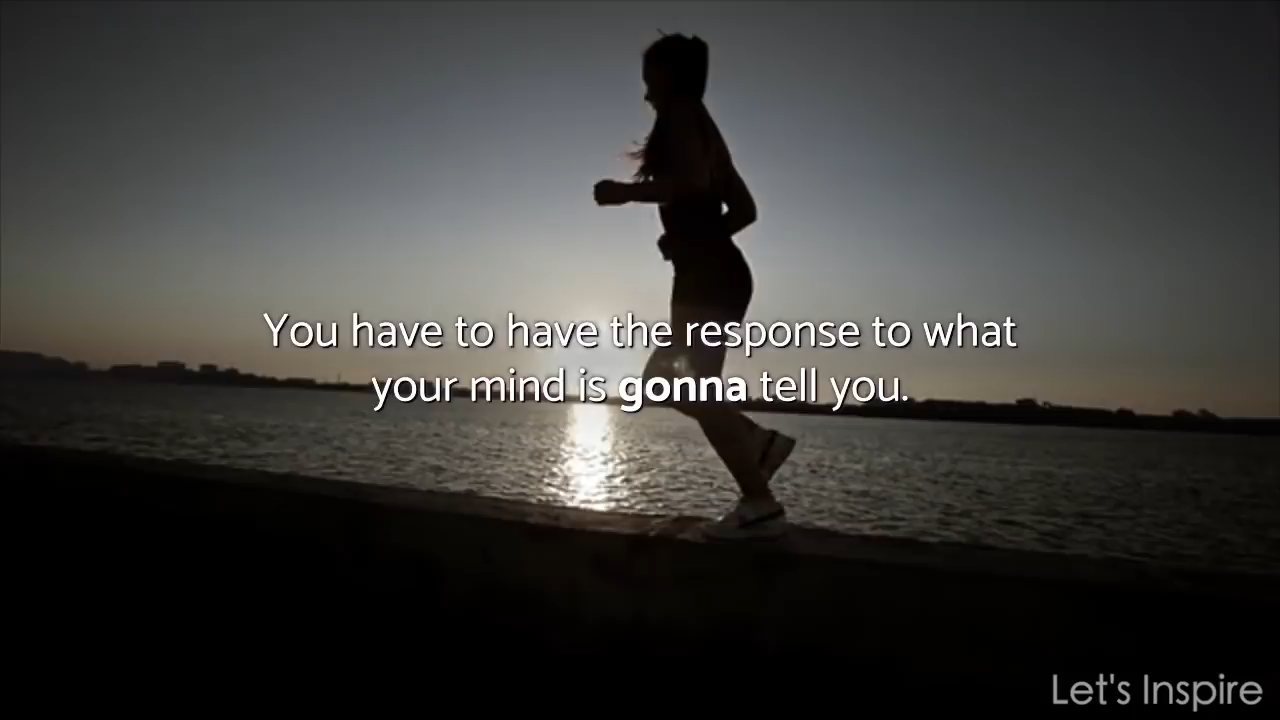 You have to have the response to what
your mind is gonna tell you.
Let's Inspire